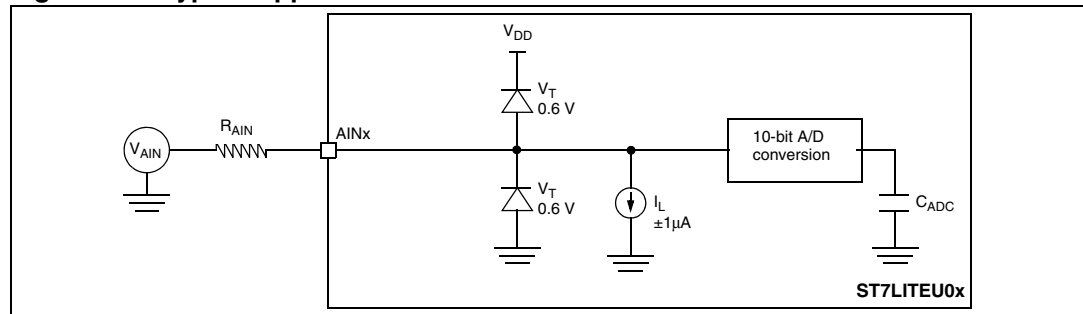 V_DD
V_T
0.6 V
R_AIN
AINx
V_AIN
10-bit A/D
conversion
V_T
0.6 V
I_L
±1μA
C_ADC
ST7LITEU0x